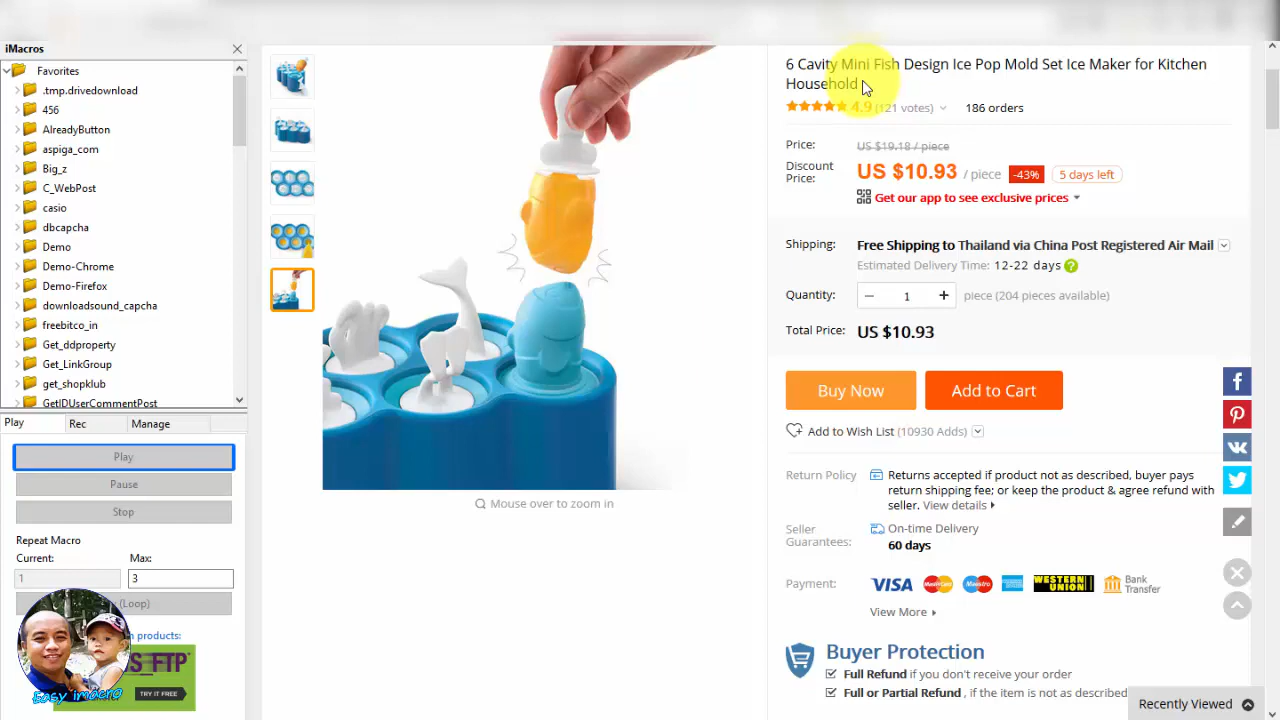 iMacros
Favorites
.tmp.drivedownload
456
AlreadyButton
aspiga_com
Big_z
C_WebPost
casio
dbcapcha
Demo
Demo-Chrome
Demo-Firefox
downloadsound_capcha
freebitco_in
Get_ddproperty
Get_LinkGroup
get_shopklub
GetIDUserCommentPost
Play
Rec
Manage
Play
Pause
Stop
Repeat Macro
Current:
Max:
1
3
(Loop)
products:
FTP
TRY IT FREE
Easy imacro
Mouse over to zoom in
6 Cavity Mini Fish Design Ice Pop Mold Set Ice Maker for Kitchen
Household
4.9 (121 votes) 186 orders
Price: US $19.18 / piece
Discount
Price:
US $10.93 / piece -43% 5 days left
Get our app to see exclusive prices
Shipping: Free Shipping to Thailand via China Post Registered Air Mail
Estimated Delivery Time: 12-22 days ?
Quantity: − 1 + piece (204 pieces available)
Total Price: US $10.93
Buy Now
Add to Cart
Add to Wish List (10930 Adds)
Return Policy
Returns accepted if product not as described, buyer pays
return shipping fee; or keep the product & agree refund with
seller. View details
Seller
Guarantees:
On-time Delivery
60 days
Payment: VISA MasterCard Maestro WESTERN UNION Bank Transfer
View More
Buyer Protection
Full Refund if you don't receive your order
Full or Partial Refund , if the item is not as described
Recently Viewed